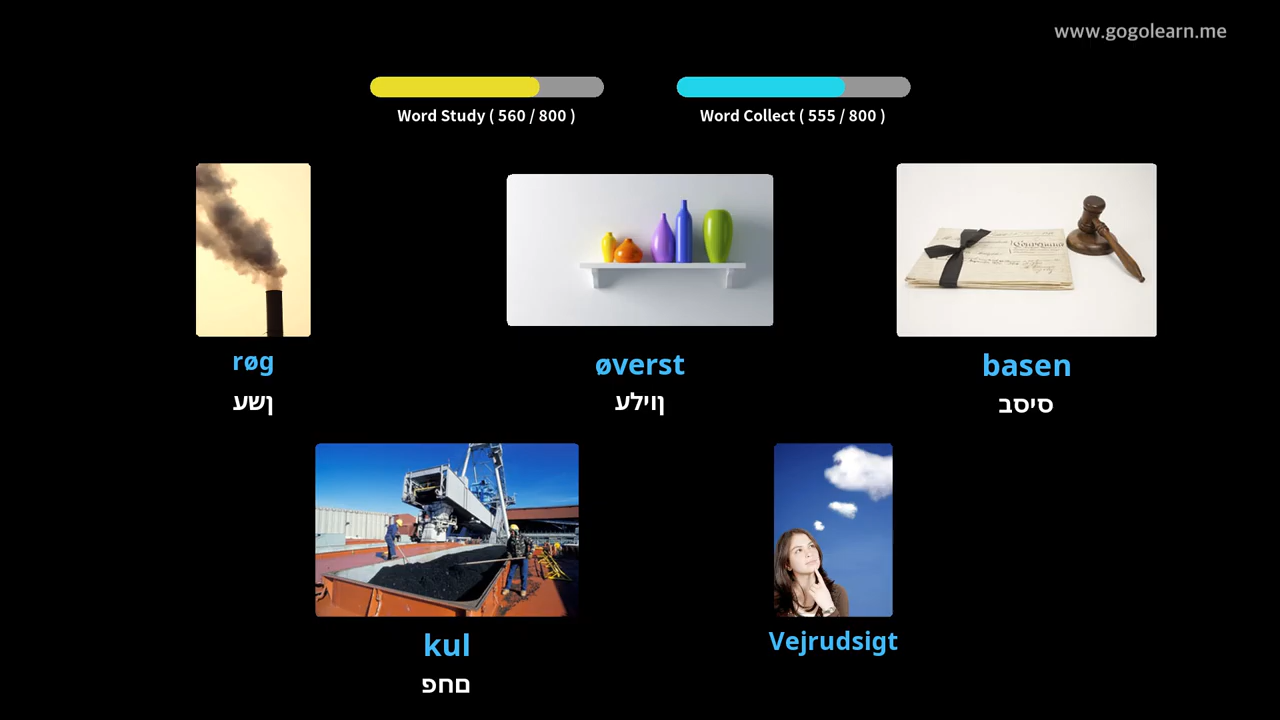 www.gogolearn.me
Word Study ( 560 / 800 )
Word Collect ( 555 / 800 )
røg
עשן
øverst
עליון
basen
בסיס
kul
פחם
Vejrudsigt